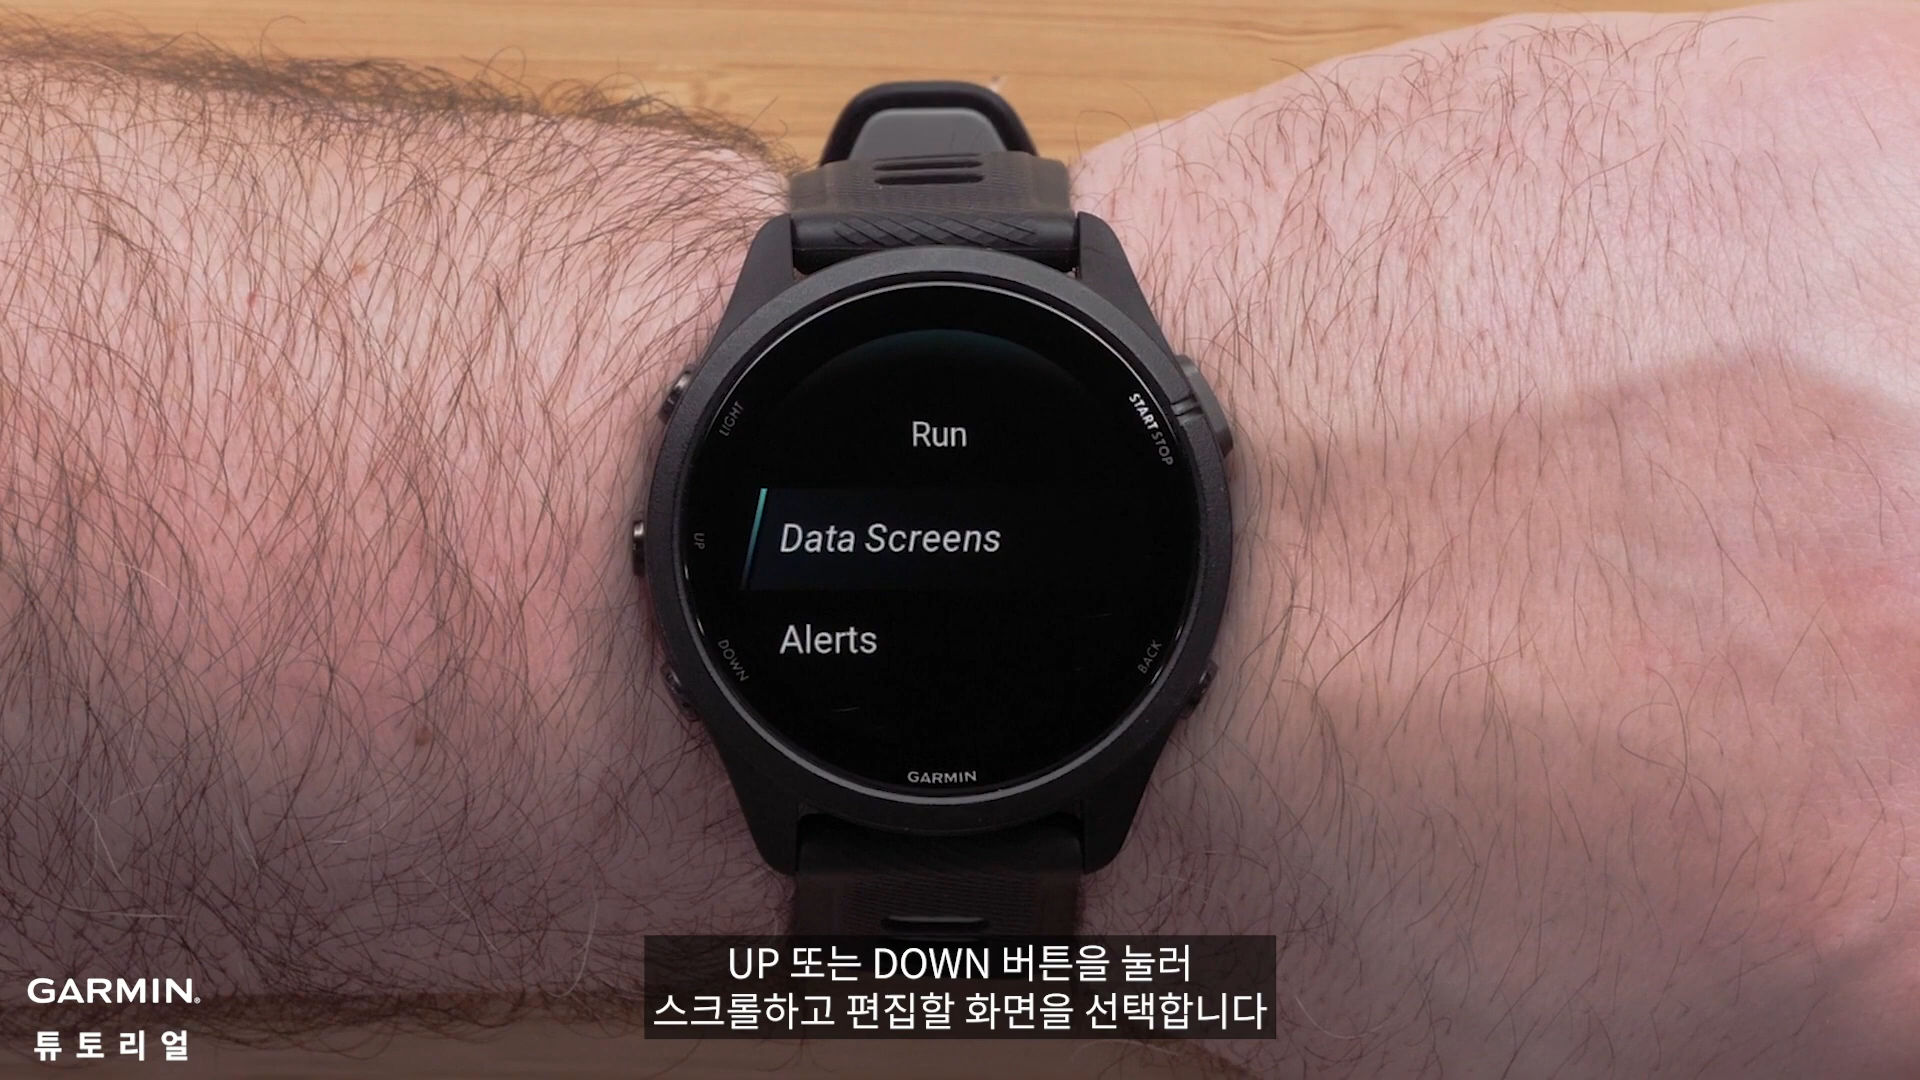 LIGHT
START STOP
Run
UP
Data Screens
Alerts
DOWN
BACK
GARMIN
UP 또는 DOWN 버튼을 눌러
스크롤하고 편집할 화면을 선택합니다
GARMIN®
튜토리얼